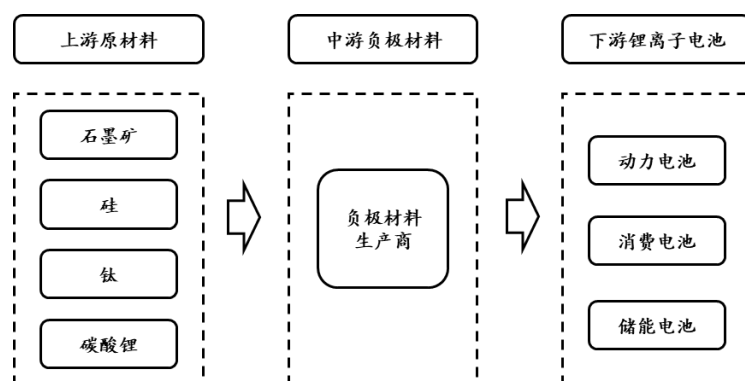 上游原材料
中游负极材料
下游锂离子电池
石墨矿
硅
钛
碳酸锂
负极材料
生产商
动力电池
消费电池
储能电池